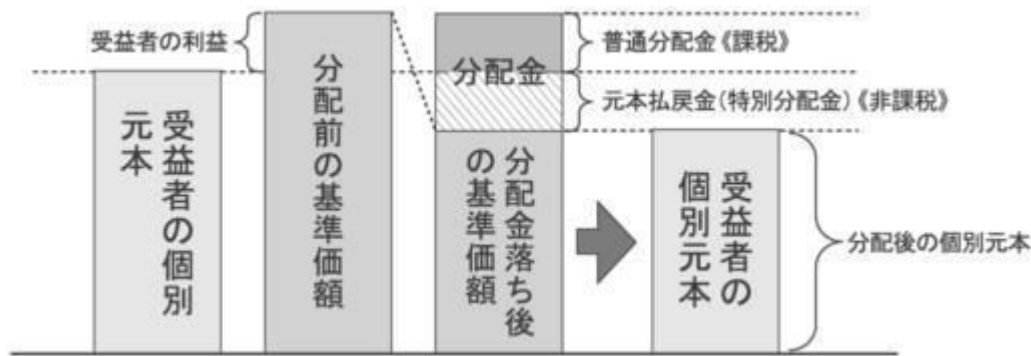 受益者の利益
受益者の個別
元本
分配前の基準価額
分配金
分配金落ち後
の基準価額
普通分配金《課税》
元本払戻金(特別分配金)《非課税》
受益者の
個別元本
分配後の個別元本